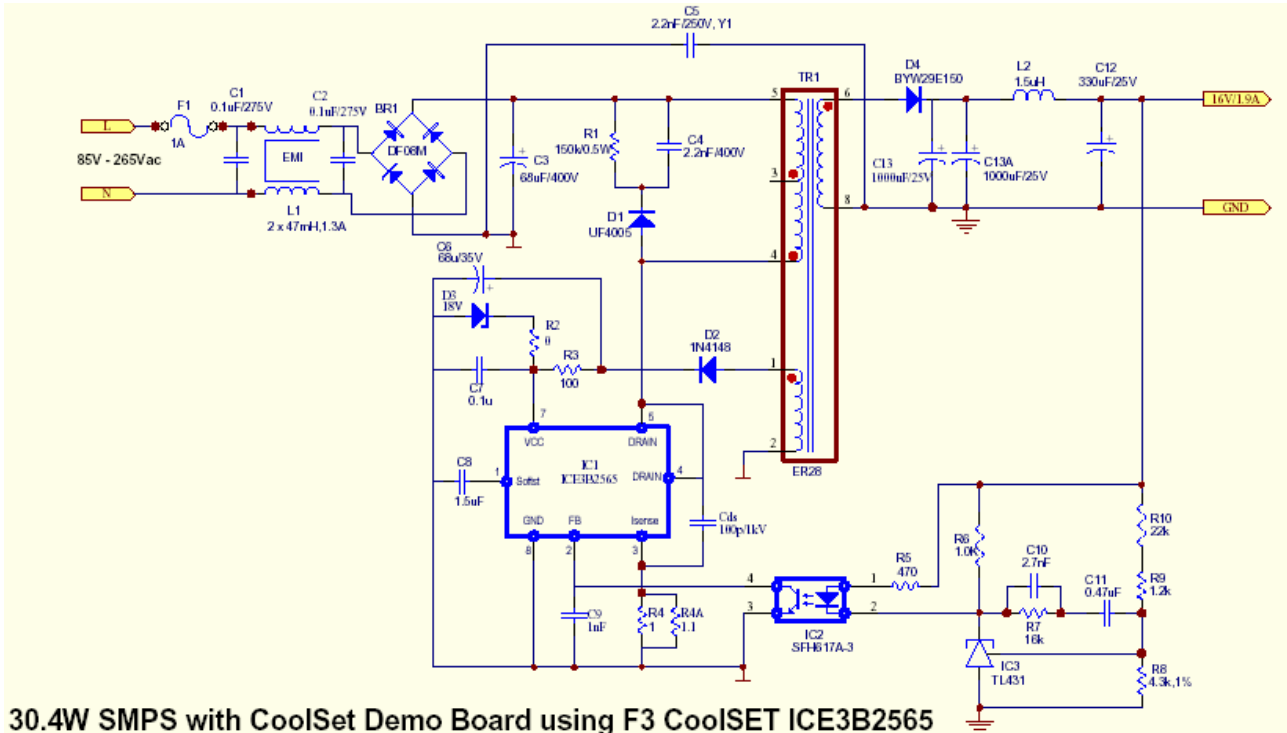 C5
2.2nF/250V, Y1
D4
BYW29E150
L2
1.5uH
C12
330uF/25V
TR1
C1
0.1uF/275V
C2
0.1uF/275V
F1
1A
BR1
DF08M
5
6
16V/1.9A
L
85V - 265Vac
EMI
N
L1
2 x 47mH,1.3A
C3
68uF/400V
R1
150k/0.5W
C4
2.2nF/400V
3
C13
1000uF/25V
C13A
1000uF/25V
8
GND
D1
UF4005
4
C6
68u/35V
D3
18V
R2
0
R3
100
D2
1N4148
1
C7
0.1u
7
5
VCC
DRAIN
2
ER28
C8
1.5uF
1
Softst
IC1
ICE3B2565
DRAIN
4
GND
FB
Isense
8
2
3
Cds
100p/1kV
R10
22k
R6
1.0K
R5
470
C10
2.7nF
C11
0.47uF
R9
1.2k
4
1
3
2
C9
1nF
R4
1
R4A
1.1
IC2
SFH617A-3
R7
16k
IC3
TL431
R8
4.3k,1%
30.4W SMPS with CoolSet Demo Board using F3 CoolSET ICE3B2565